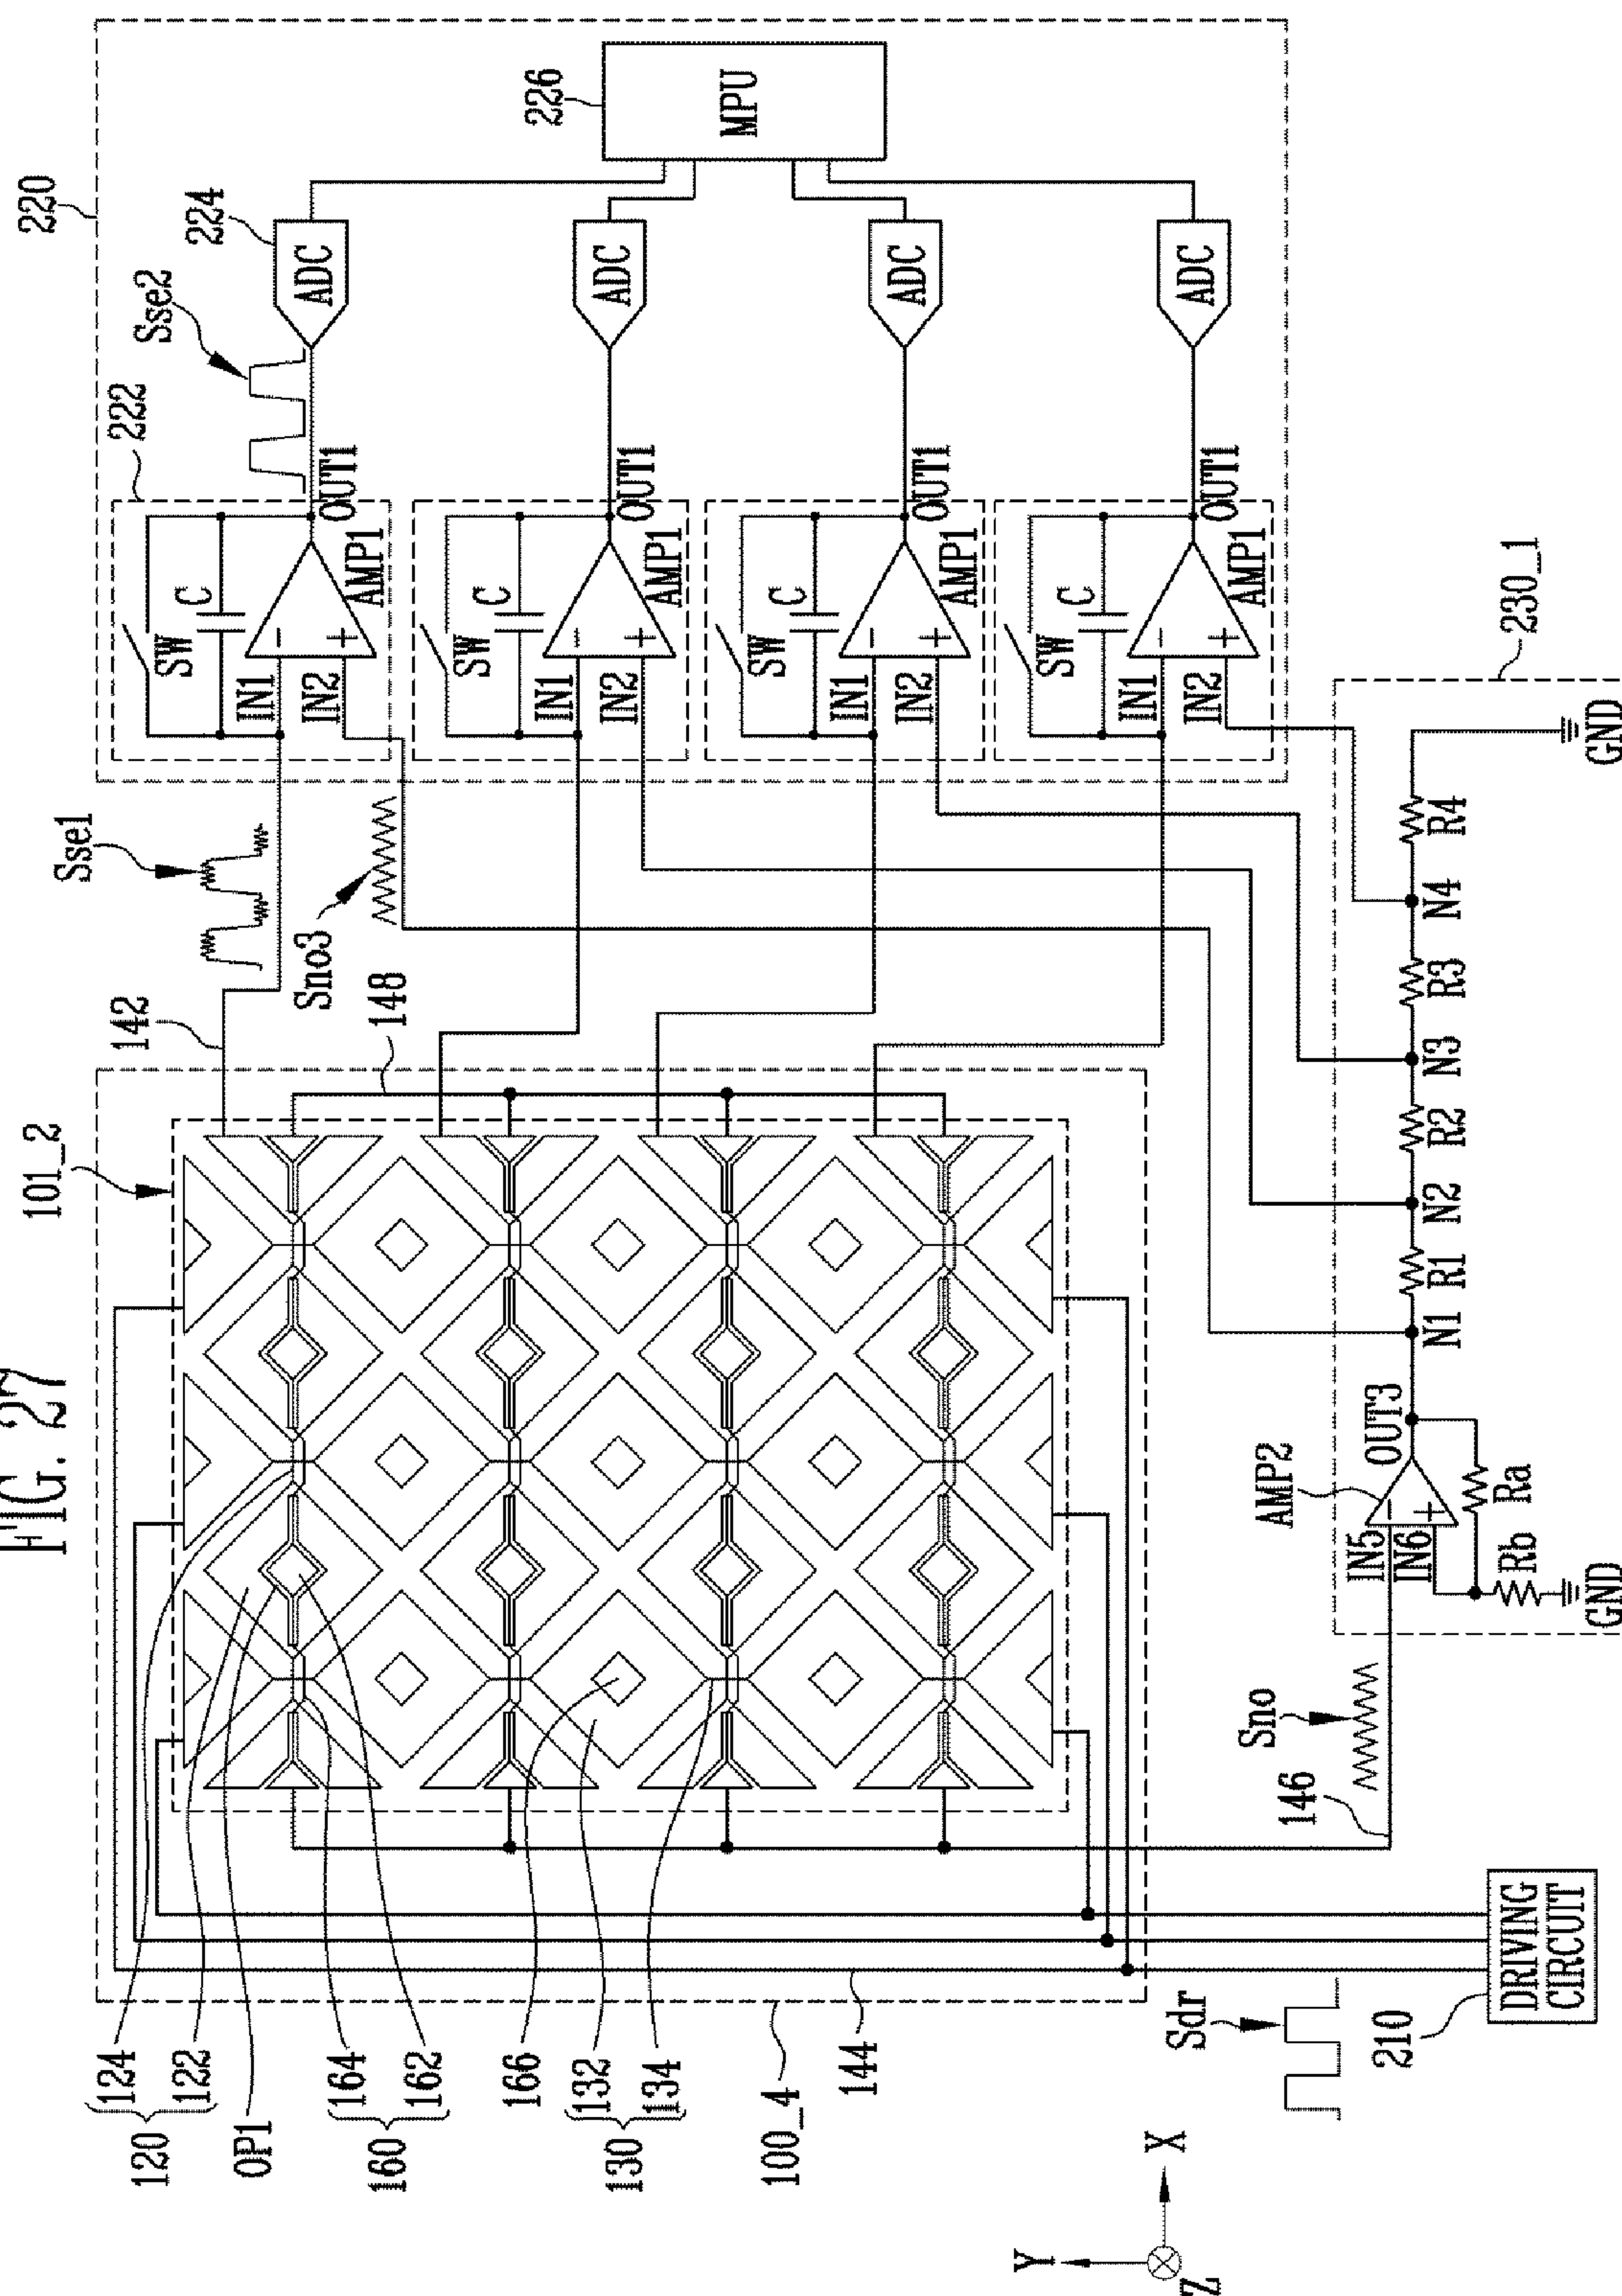 FIG. 27
220
226
MPU
224
ADC
ADC
ADC
ADC
Sse2
222
OUT1
OUT1
OUT1
OUT1
SW
C
AMP1
IN1
IN2
SW
C
AMP1
IN1
IN2
SW
C
AMP1
IN1
IN2
SW
C
AMP1
IN1
IN2
Sse1
Sno3
142
148
101_2
230_1
GND
R4
N4
R3
N3
R2
N2
R1
N1
OUT3
AMP2
IN5
IN6
Ra
Rb
GND
Sno
146
DRIVING
CIRCUIT
210
Sdr
144
100_4
124
122
120
OP1
164
162
160
166
132
134
130
X
Y
Z